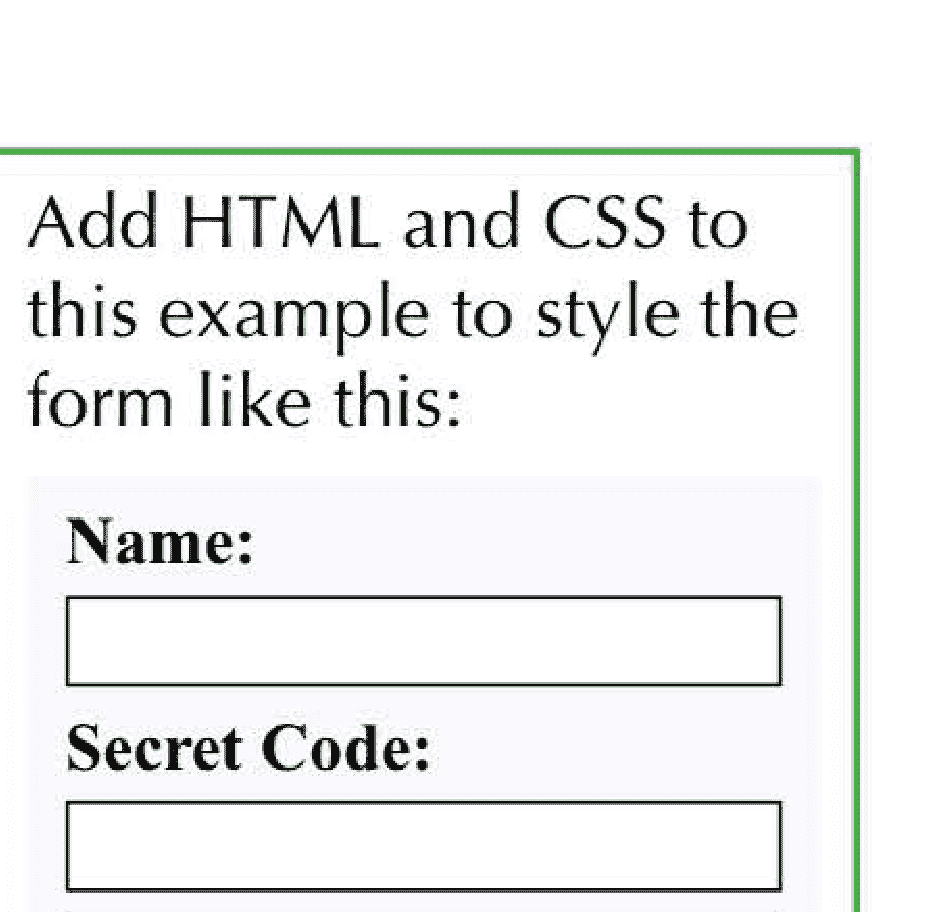 Add HTML and CSS to
this example to style the
form like this:
Name:
Secret Code: